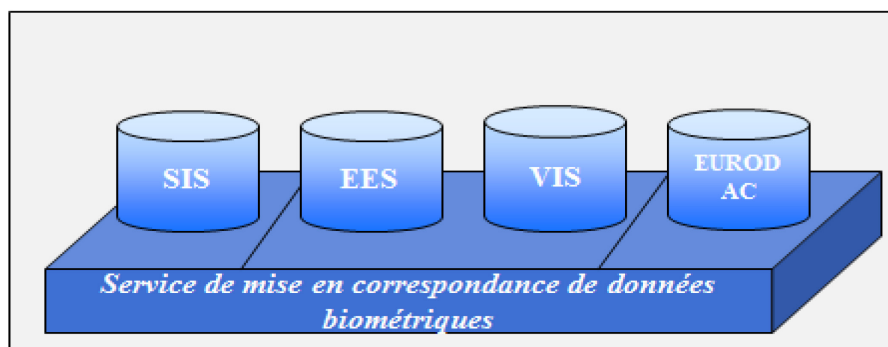 SIS
EES
VIS
EUROD
AC
Service de mise en correspondance de données
biométriques